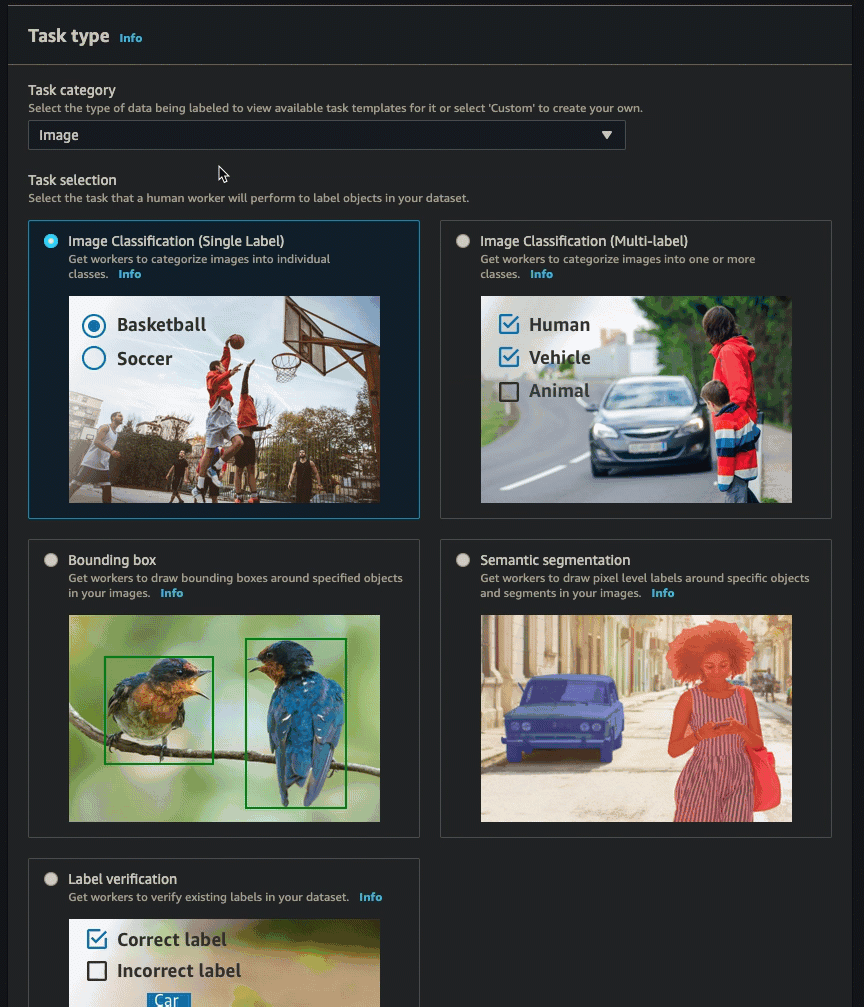 Task type Info
Task category
Select the type of data being labeled to view available task templates for it or select 'Custom' to create your own.
Image
Task selection
Select the task that a human worker will perform to label objects in your dataset.
Image Classification (Single Label)
Get workers to categorize images into individual
classes. Info
Basketball
Soccer
Image Classification (Multi-label)
Get workers to categorize images into one or more
classes. Info
Human
Vehicle
Animal
Bounding box
Get workers to draw bounding boxes around specified objects
in your images. Info
Semantic segmentation
Get workers to draw pixel level labels around specific objects
and segments in your images. Info
Label verification
Get workers to verify existing labels in your dataset. Info
Correct label
Incorrect label
Car